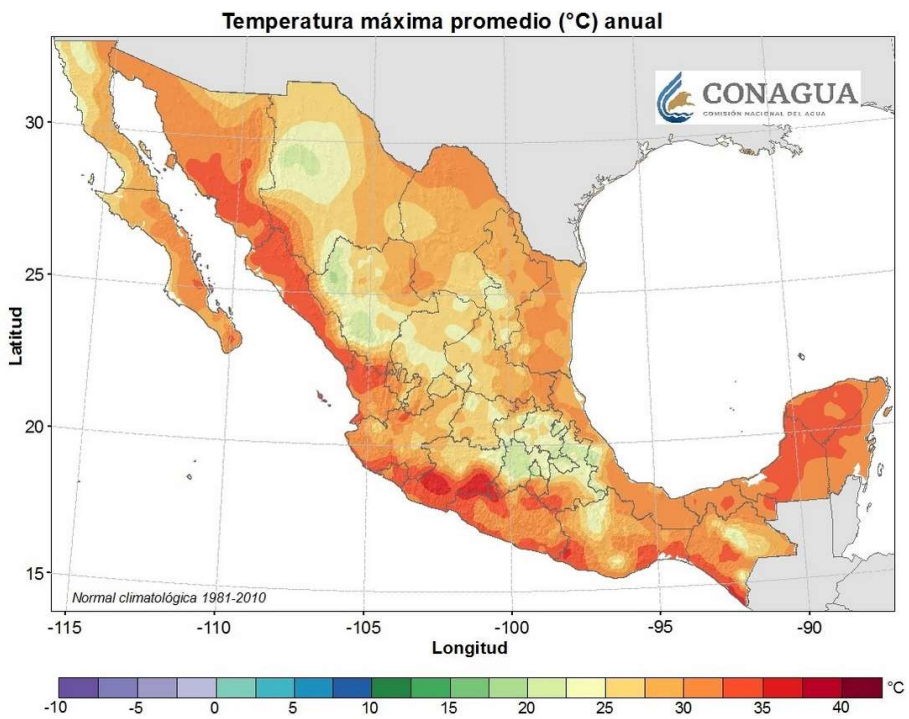 Temperatura máxima promedio (°C) anual
CONAGUA
COMISIÓN NACIONAL DEL AGUA
Latitud
30
25
20
15
Normal climatológica 1981-2010
-115 -110 -105 -100 -95 -90
Longitud
°C
-10 -5 0 5 10 15 20 25 30 35 40